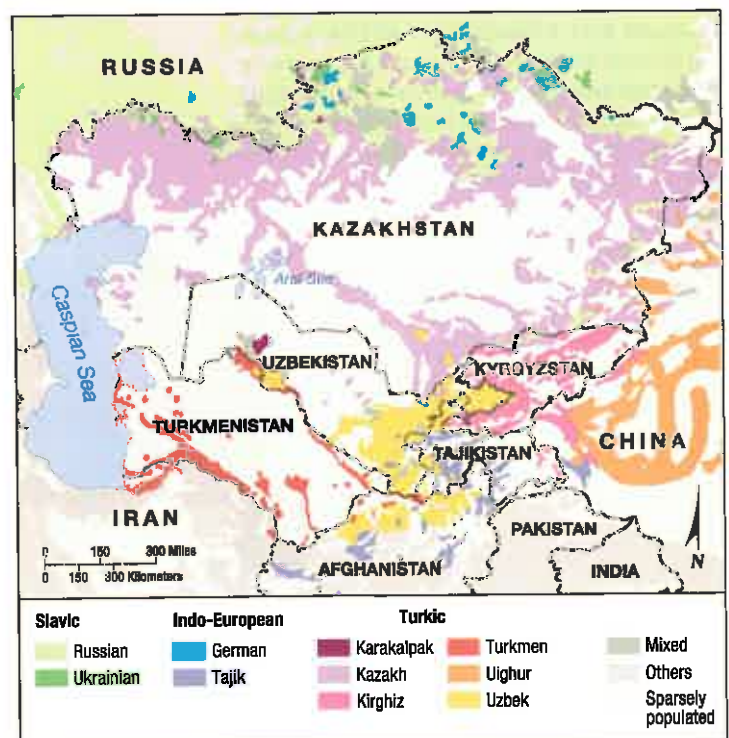 RUSSIA
KAZAKHSTAN
Aral Sea
Caspian Sea
UZBEKISTAN
KYRGYZSTAN
TURKMENISTAN
TAJIKISTAN
CHINA
IRAN
PAKISTAN
AFGHANISTAN
INDIA
0 150 300 Miles
0 150 300 Kilometers
N
Slavic
Russian
Ukrainian
Indo-European
German
Tajik
Turkic
Karakalpak
Kazakh
Kirghiz
Turkmen
Uighur
Uzbek
Mixed
Others
Sparsely
populated